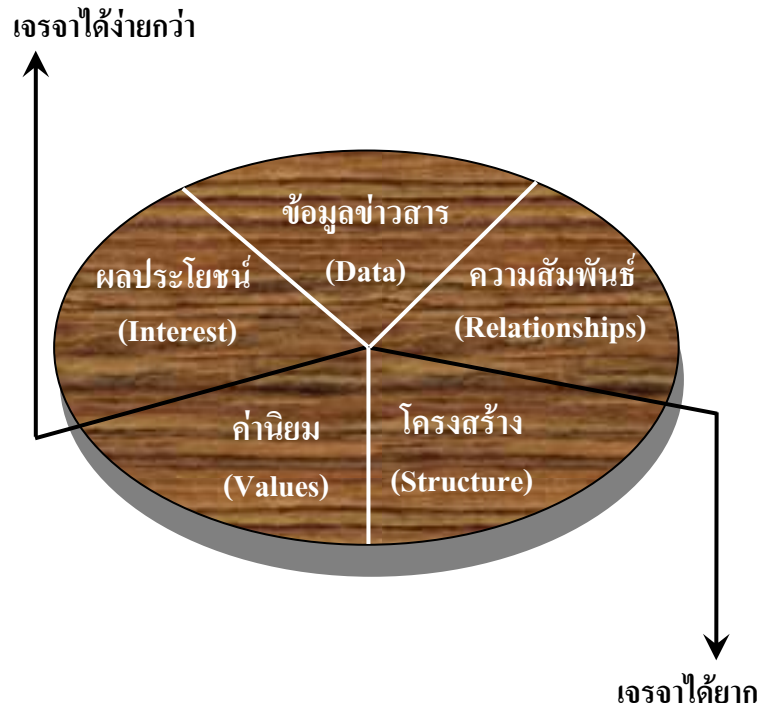 เจรจาได้ง่ายกว่า
ข้อมูลข่าวสาร
(Data)
ผลประโยชน์
(Interest)
ความสัมพันธ์
(Relationships)
ค่านิยม
(Values)
โครงสร้าง
(Structure)
เจรจาได้ยาก